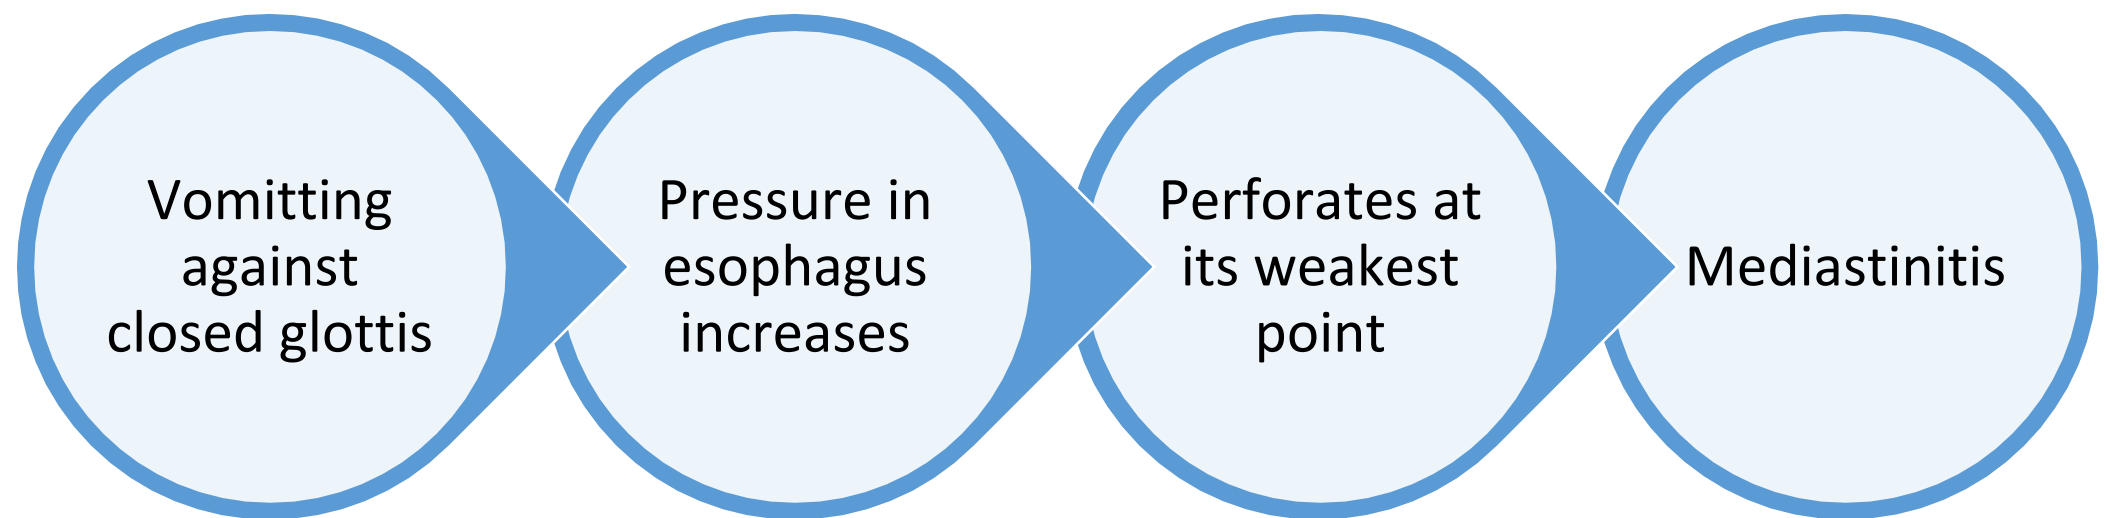 Vomitting
against
closed glottis
Pressure in
esophagus
increases
Perforates at
its weakest
point
Mediastinitis